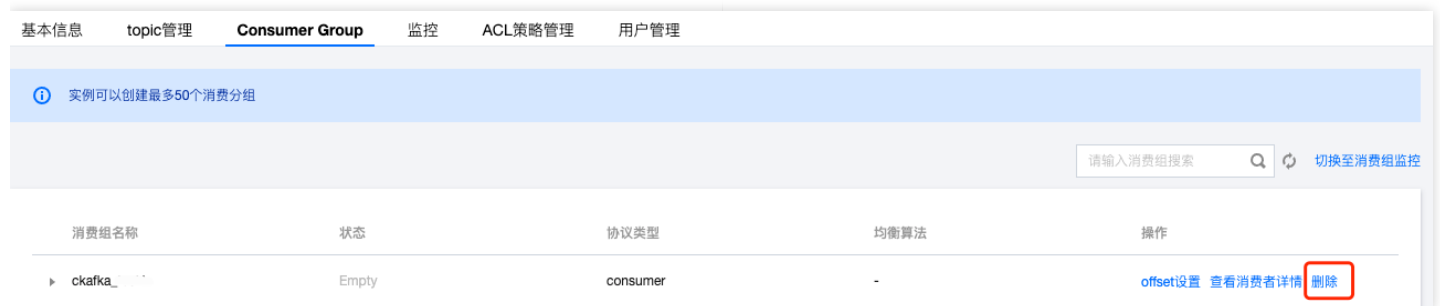 基本信息 topic管理 Consumer Group 监控 ACL策略管理 用户管理
实例可以创建最多50个消费分组
请输入消费组搜索 切换至消费组监控
消费组名称 状态 协议类型 均衡算法 操作
ckafka_ Empty consumer - offset设置 查看消费者详情 删除